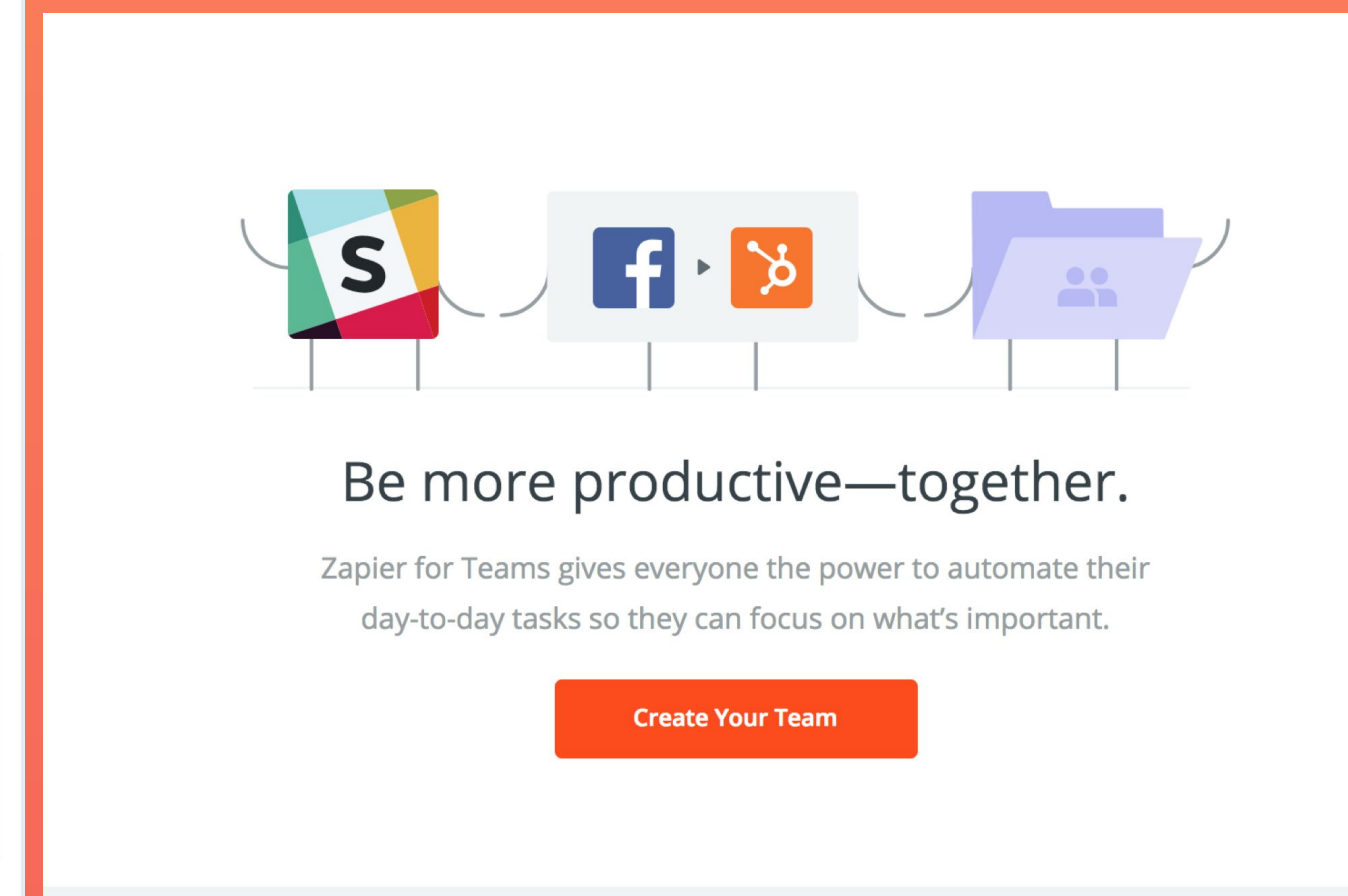 S
f
Be more productive—together.
Zapier for Teams gives everyone the power to automate their
day-to-day tasks so they can focus on what’s important.
Create Your Team